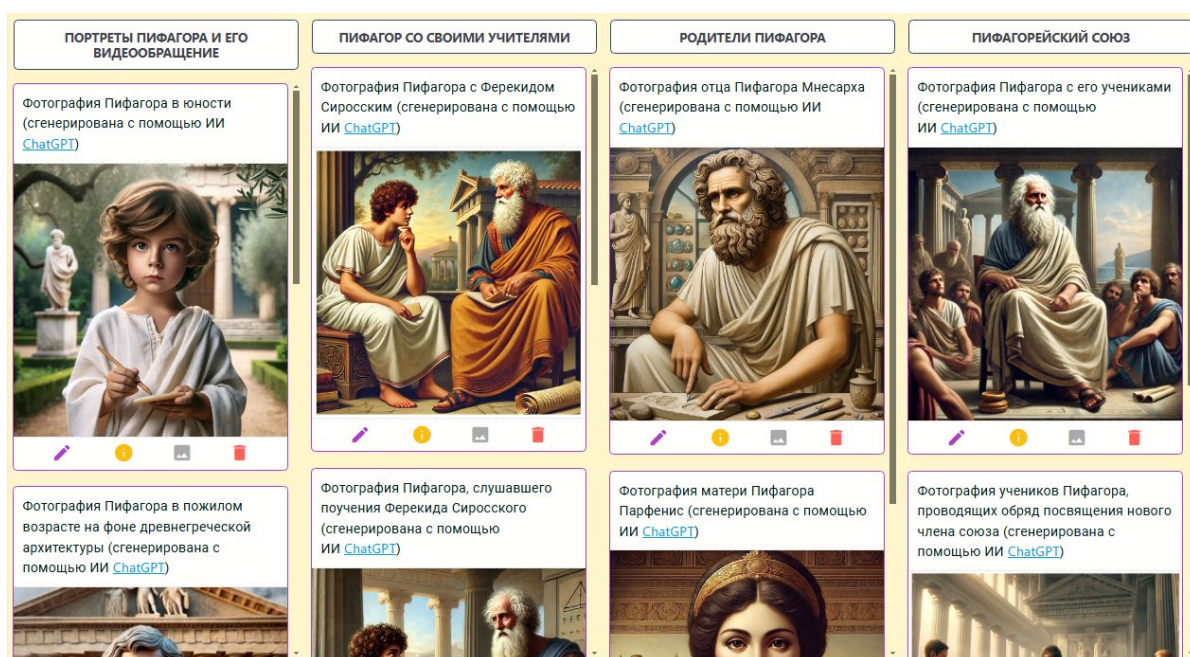 ПОРТРЕТЫ ПИФАГОРА И ЕГО
ВИДЕООБРАЩЕНИЕ
Фотография Пифагора в юности
(сгенерирована с помощью ИИ
ChatGPT)
Фотография Пифагора в пожилом
возрасте на фоне древнегреческой
архитектуры (сгенерирована с
помощью ИИ ChatGPT)
ПИФАГОР СО СВОИМИ УЧИТЕЛЯМИ
Фотография Пифагора с Ферекидом
Сиросским (сгенерирована с помощью
ИИ ChatGPT)
Фотография Пифагора, слушавшего
поучения Ферекида Сиросского
(сгенерирована с помощью
ИИ ChatGPT)
РОДИТЕЛИ ПИФАГОРА
Фотография отца Пифагора Мнесарха
(сгенерирована с помощью ИИ
ChatGPT)
Фотография матери Пифагора
Парфенис (сгенерирована с помощью
ИИ ChatGPT)
ПИФАГОРЕЙСКИЙ СОЮЗ
Фотография Пифагора с его учениками
(сгенерирована с помощью
ИИ ChatGPT)
Фотография учеников Пифагора,
проводящих обряд посвящения нового
члена союза (сгенерирована с
помощью ИИ ChatGPT)